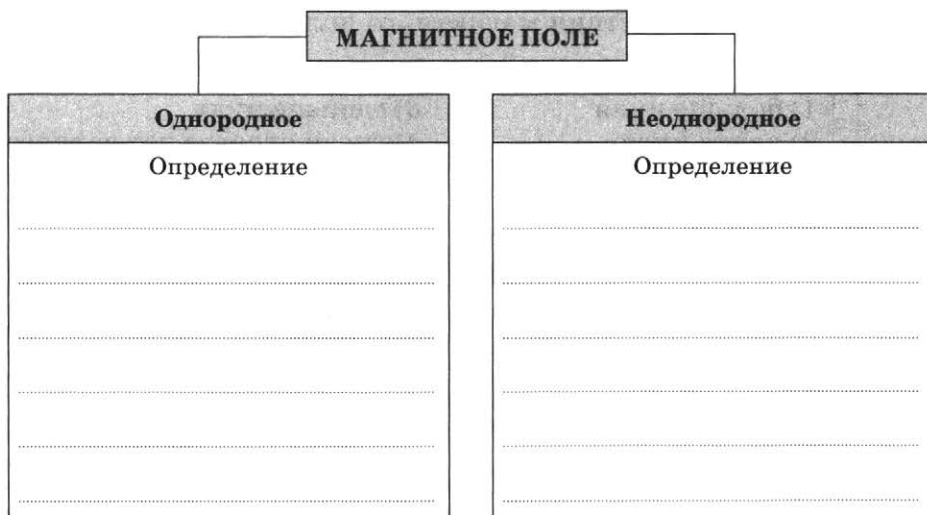 МАГНИТНОЕ ПОЛЕ
Однородное
Неоднородное
Определение
Определение